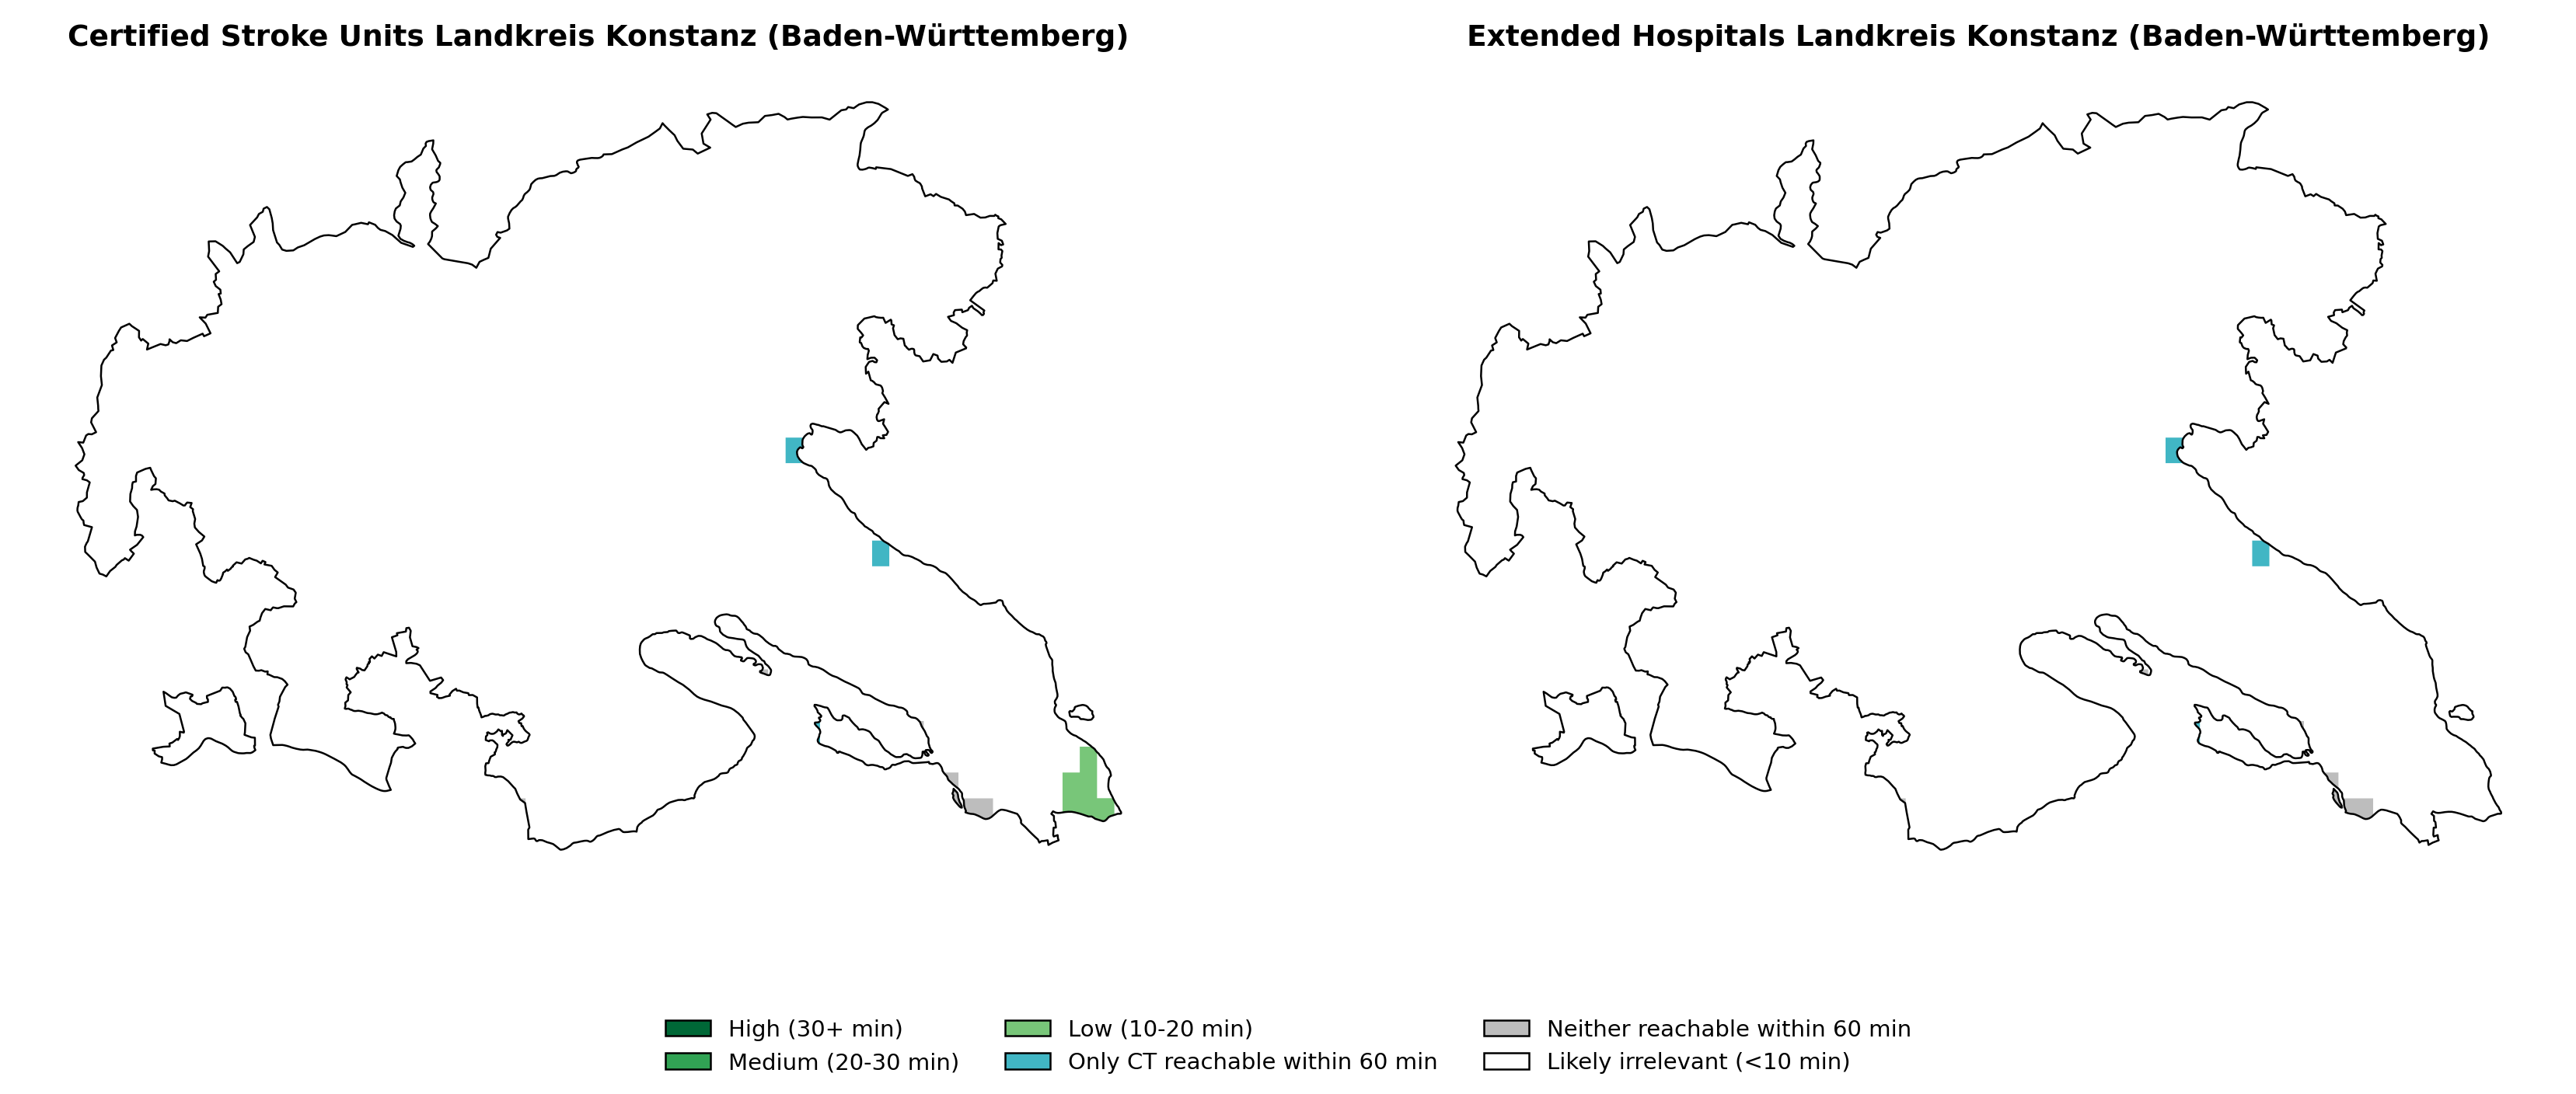 Certified Stroke Units Landkreis Konstanz (Baden-Württemberg)
Extended Hospitals Landkreis Konstanz (Baden-Württemberg)
High (30+ min)
Medium (20-30 min)
Low (10-20 min)
Only CT reachable within 60 min
Neither reachable within 60 min
Likely irrelevant (<10 min)